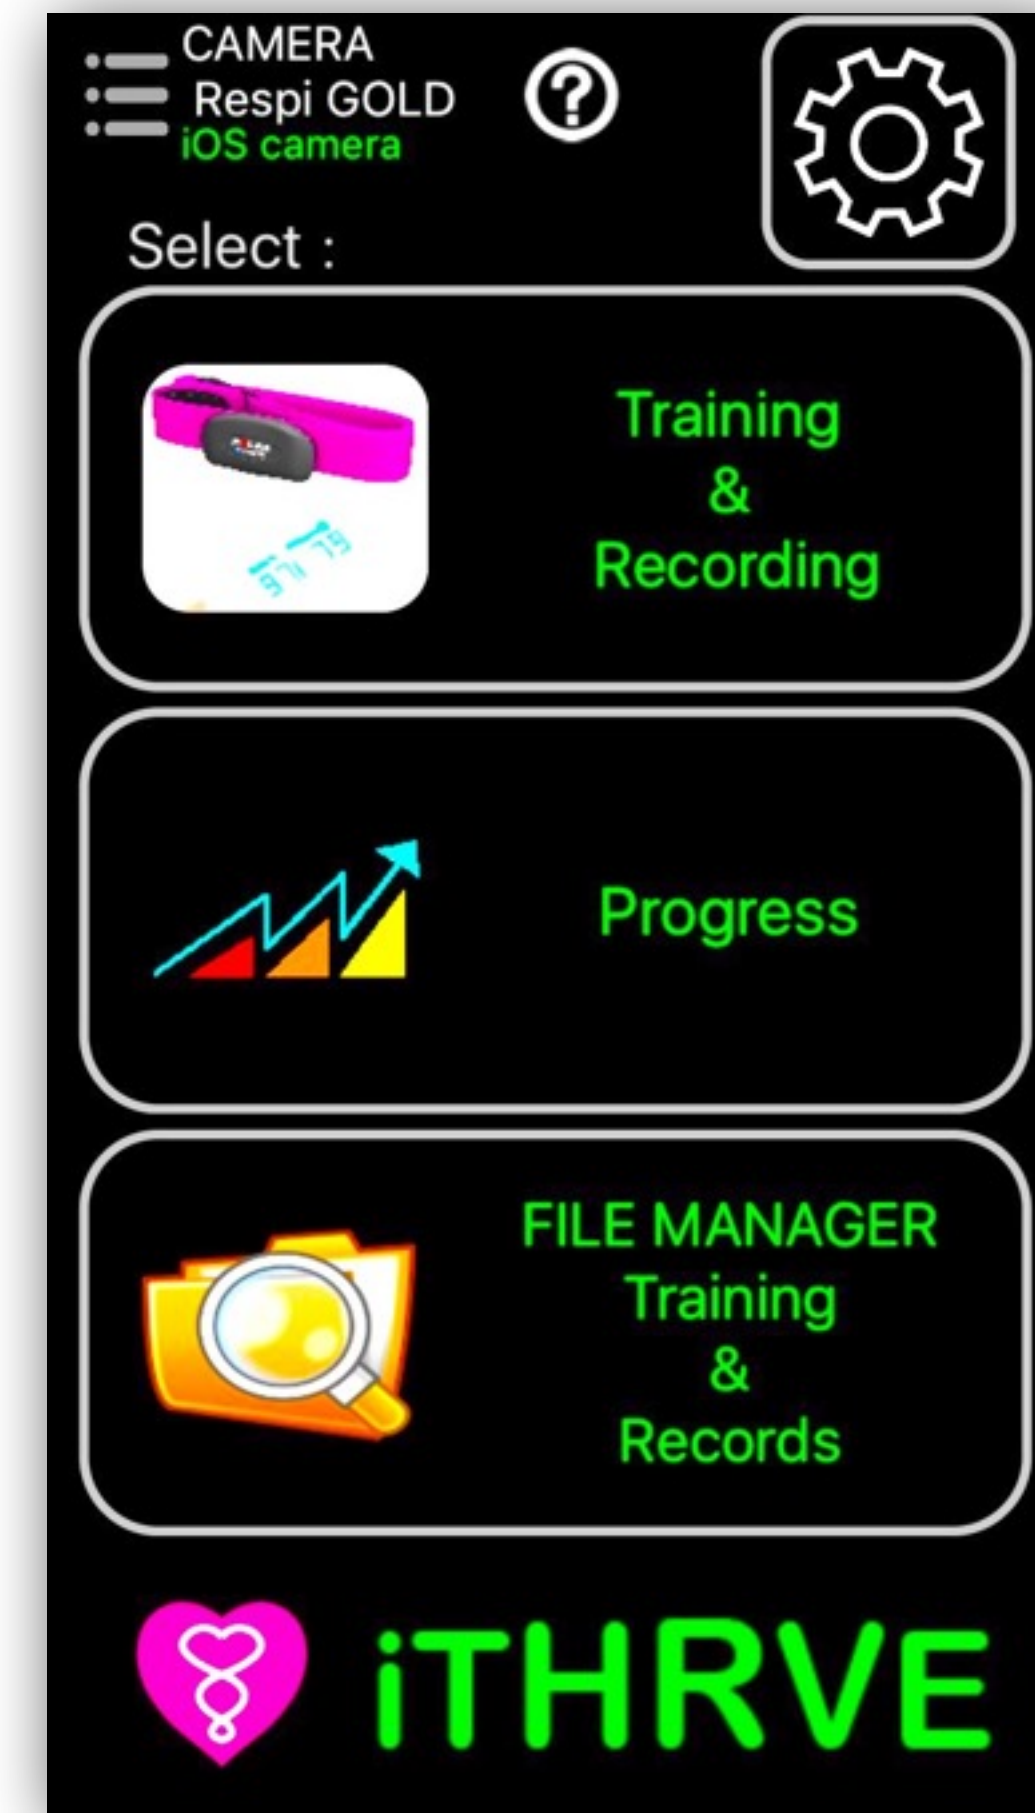 CAMERA
Respi GOLD
iOS camera
Select :
Training
&
Recording
Progress
FILE MANAGER
Training
&
Records
iTHRVE